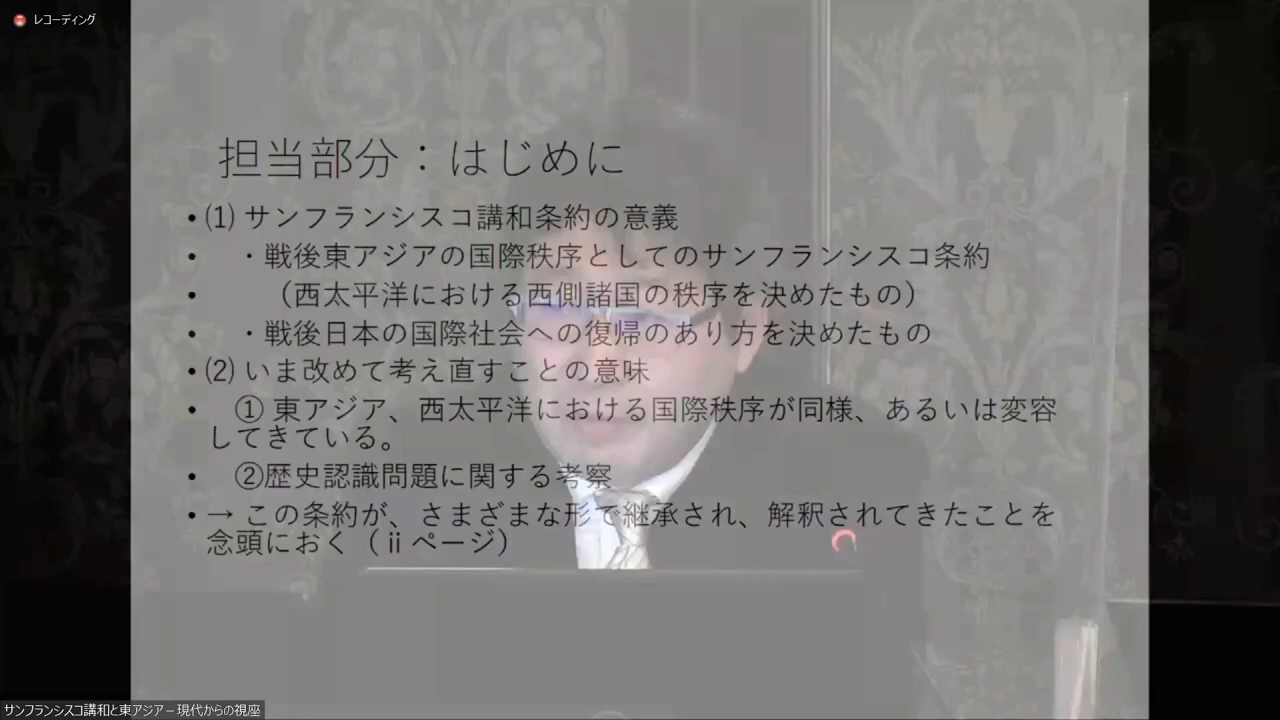 レコーディング
担当部分：はじめに
• ⑴ サンフランシスコ講和条約の意義
• ・戦後東アジアの国際秩序としてのサンフランシスコ条約
• （西太平洋における西側諸国の秩序を決めたもの）
• ・戦後日本の国際社会への復帰のあり方を決めたもの
• ⑵ いま改めて考え直すことの意味
• ① 東アジア、西太平洋における国際秩序が同様、あるいは変容
してきている。
• ②歴史認識問題に関する考察
• → この条約が、さまざまな形で継承され、解釈されてきたことを
念頭におく（ⅱページ）
サンフランシスコ講和と東アジア－現代からの視座